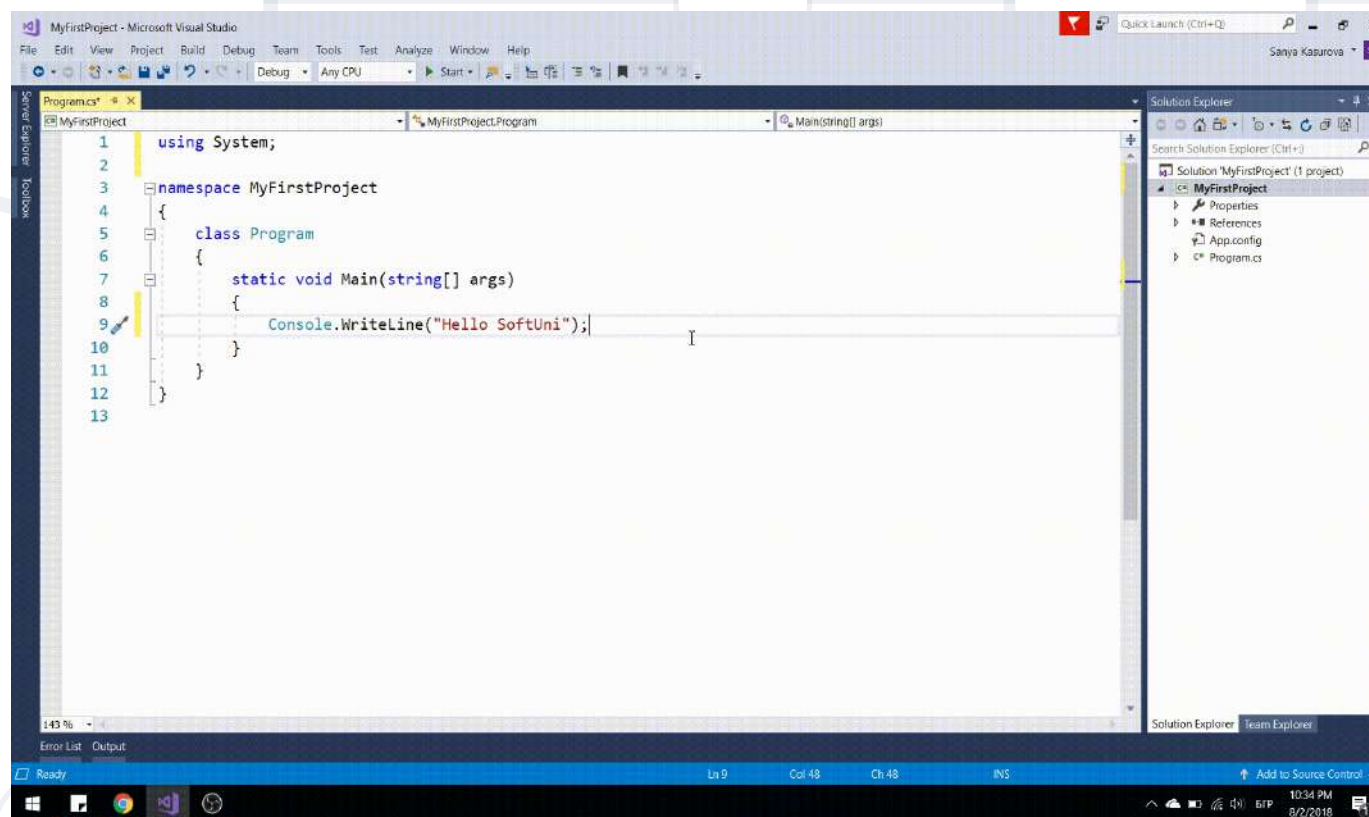 MyFirstProject - Microsoft Visual Studio
Quick Launch (Ctrl+Q)
File Edit View Project Build Debug Team Tools Test Analyze Window Help
Sanya Kasurova
Debug Any CPU Start
Server Explorer
Toolbox
Program.cs*
MyFirstProject
MyFirstProject.Program
Main(string[] args)
1 using System;
2
3 namespace MyFirstProject
4 {
5 class Program
6 {
7 static void Main(string[] args)
8 {
9 Console.WriteLine("Hello SoftUni");
10 }
11 }
12 }
13
Solution Explorer
Search Solution Explorer (Ctrl+;)
Solution 'MyFirstProject' (1 project)
C# MyFirstProject
Properties
References
App.config
C# Program.cs
143 %
Solution Explorer Team Explorer
Error List Output
Ready Ln 9 Col 48 Ch 48 INS Add to Source Control
БГР 10:34 PM
8/2/2018